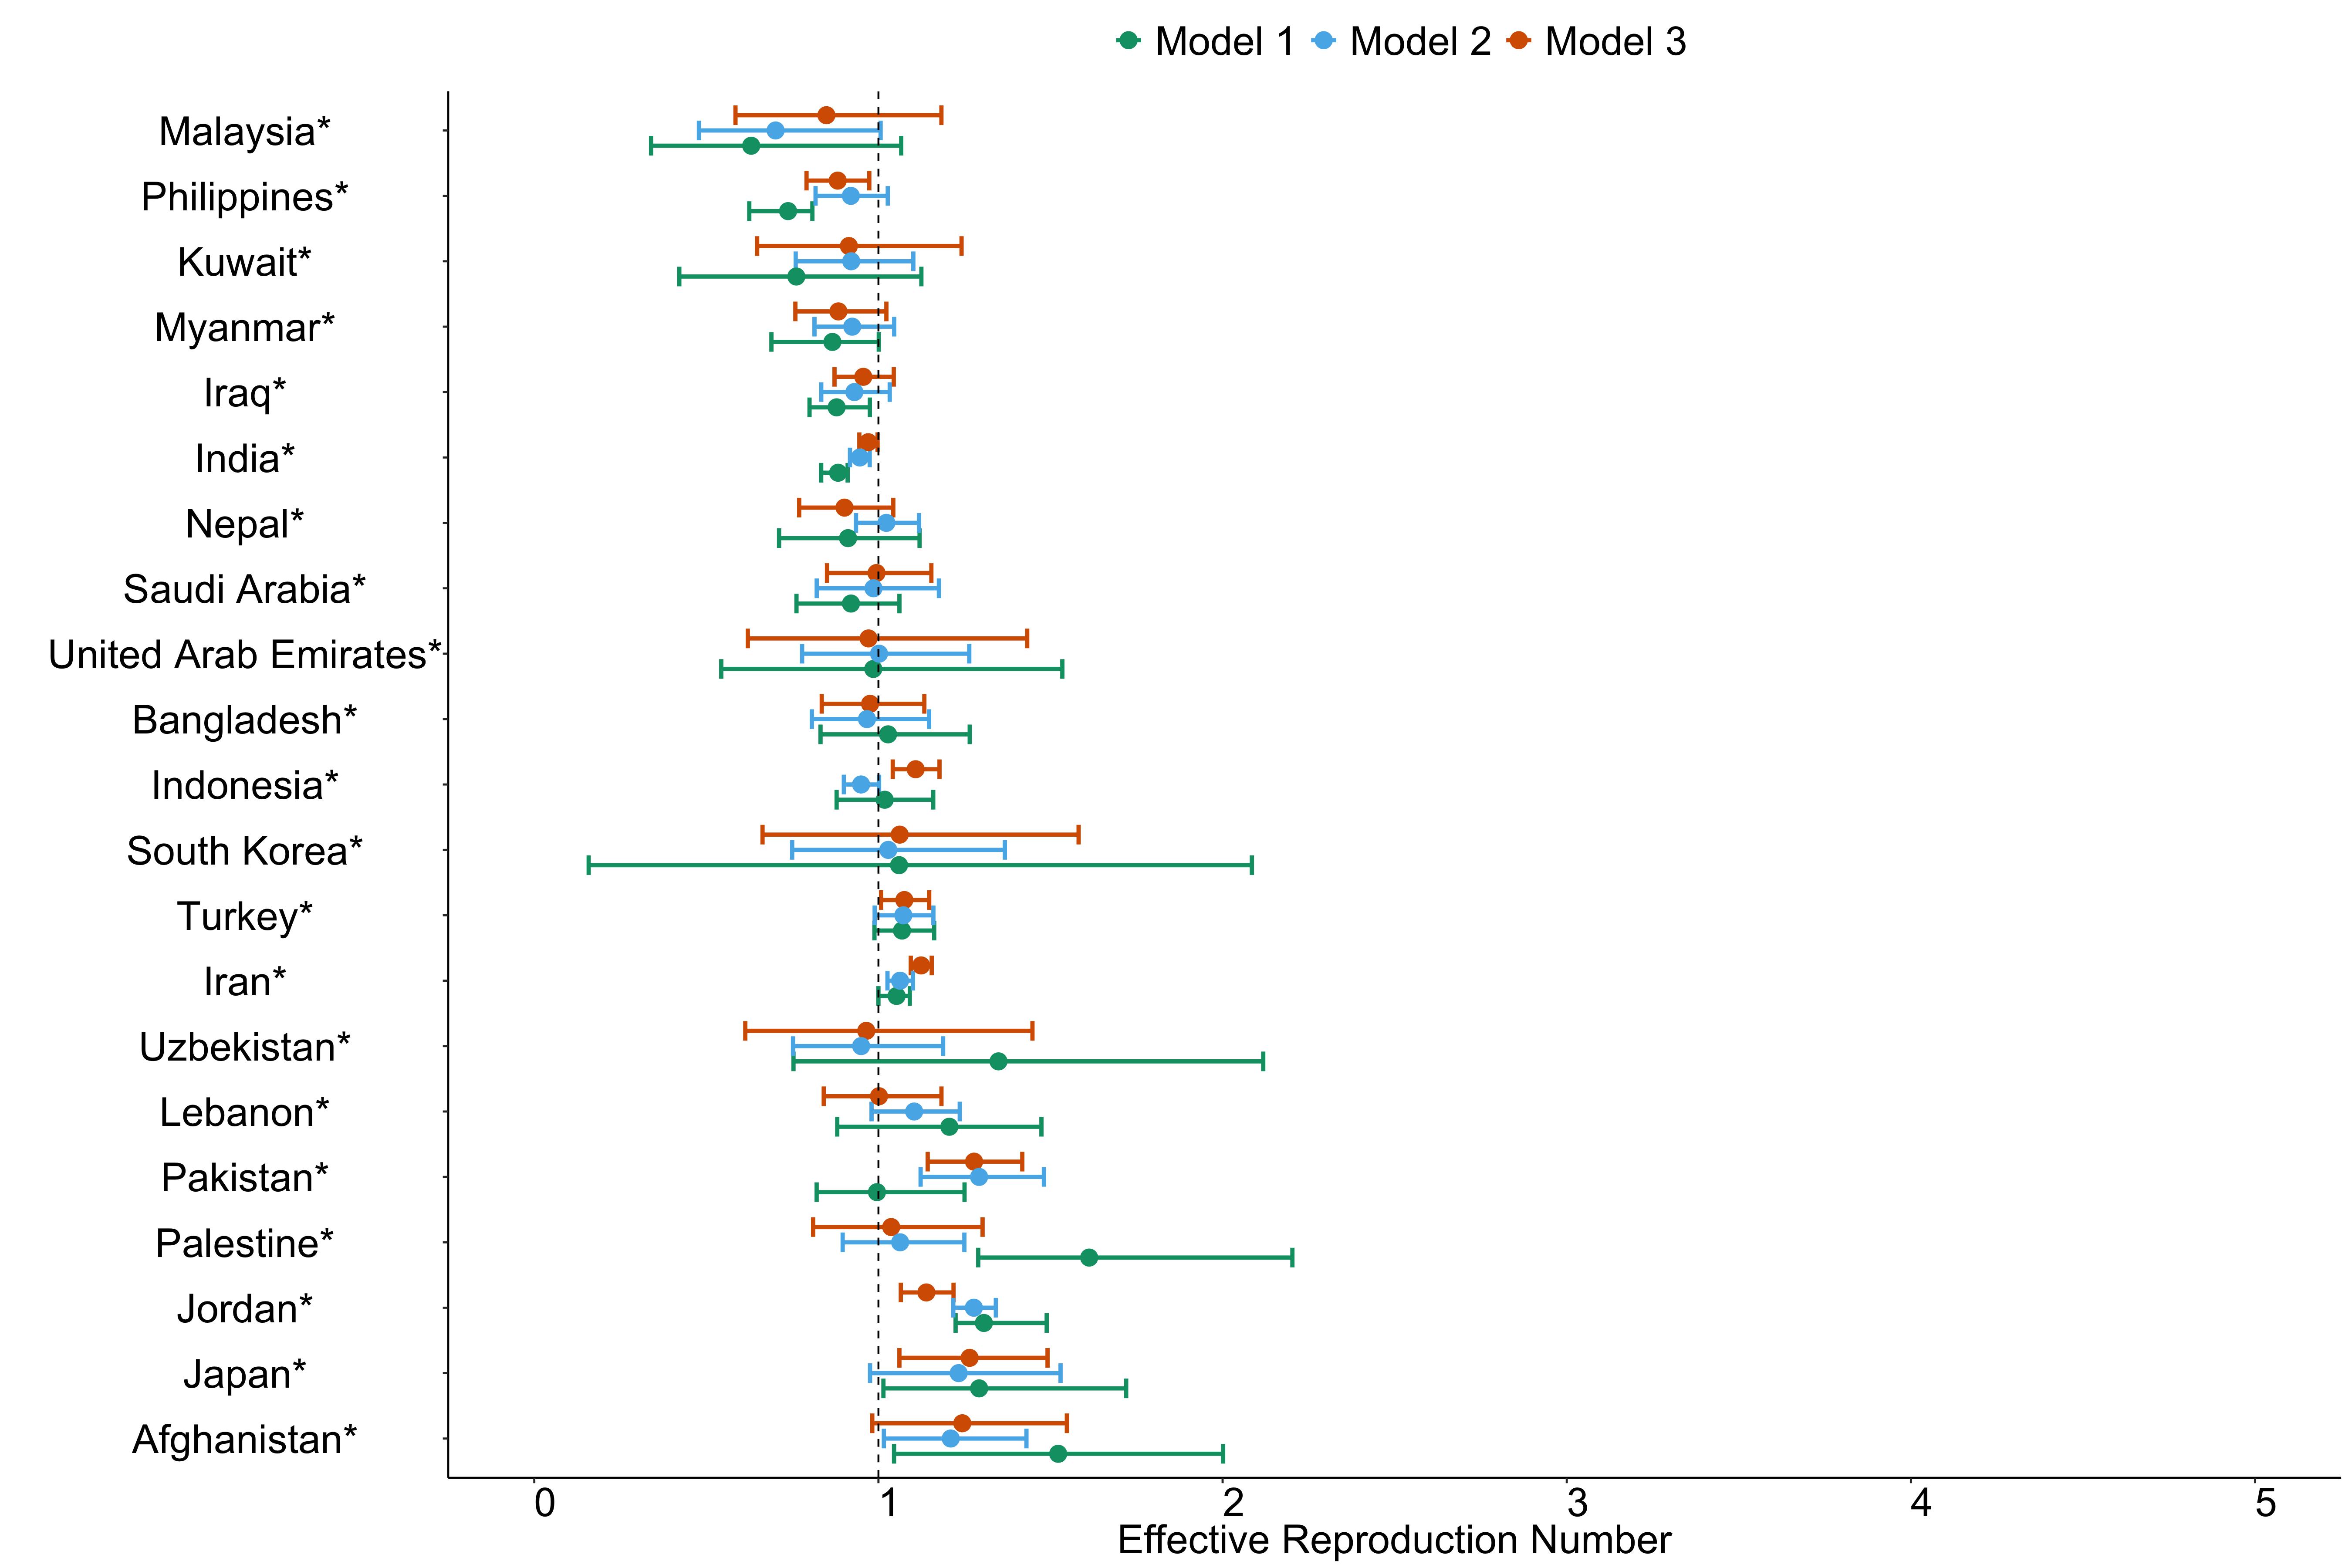 Model 1 Model 2 Model 3
Malaysia*
Philippines*
Kuwait*
Myanmar*
Iraq*
India*
Nepal*
Saudi Arabia*
United Arab Emirates*
Bangladesh*
Indonesia*
South Korea*
Turkey*
Iran*
Uzbekistan*
Lebanon*
Pakistan*
Palestine*
Jordan*
Japan*
Afghanistan*
0 1 2 3 4 5
Effective Reproduction Number